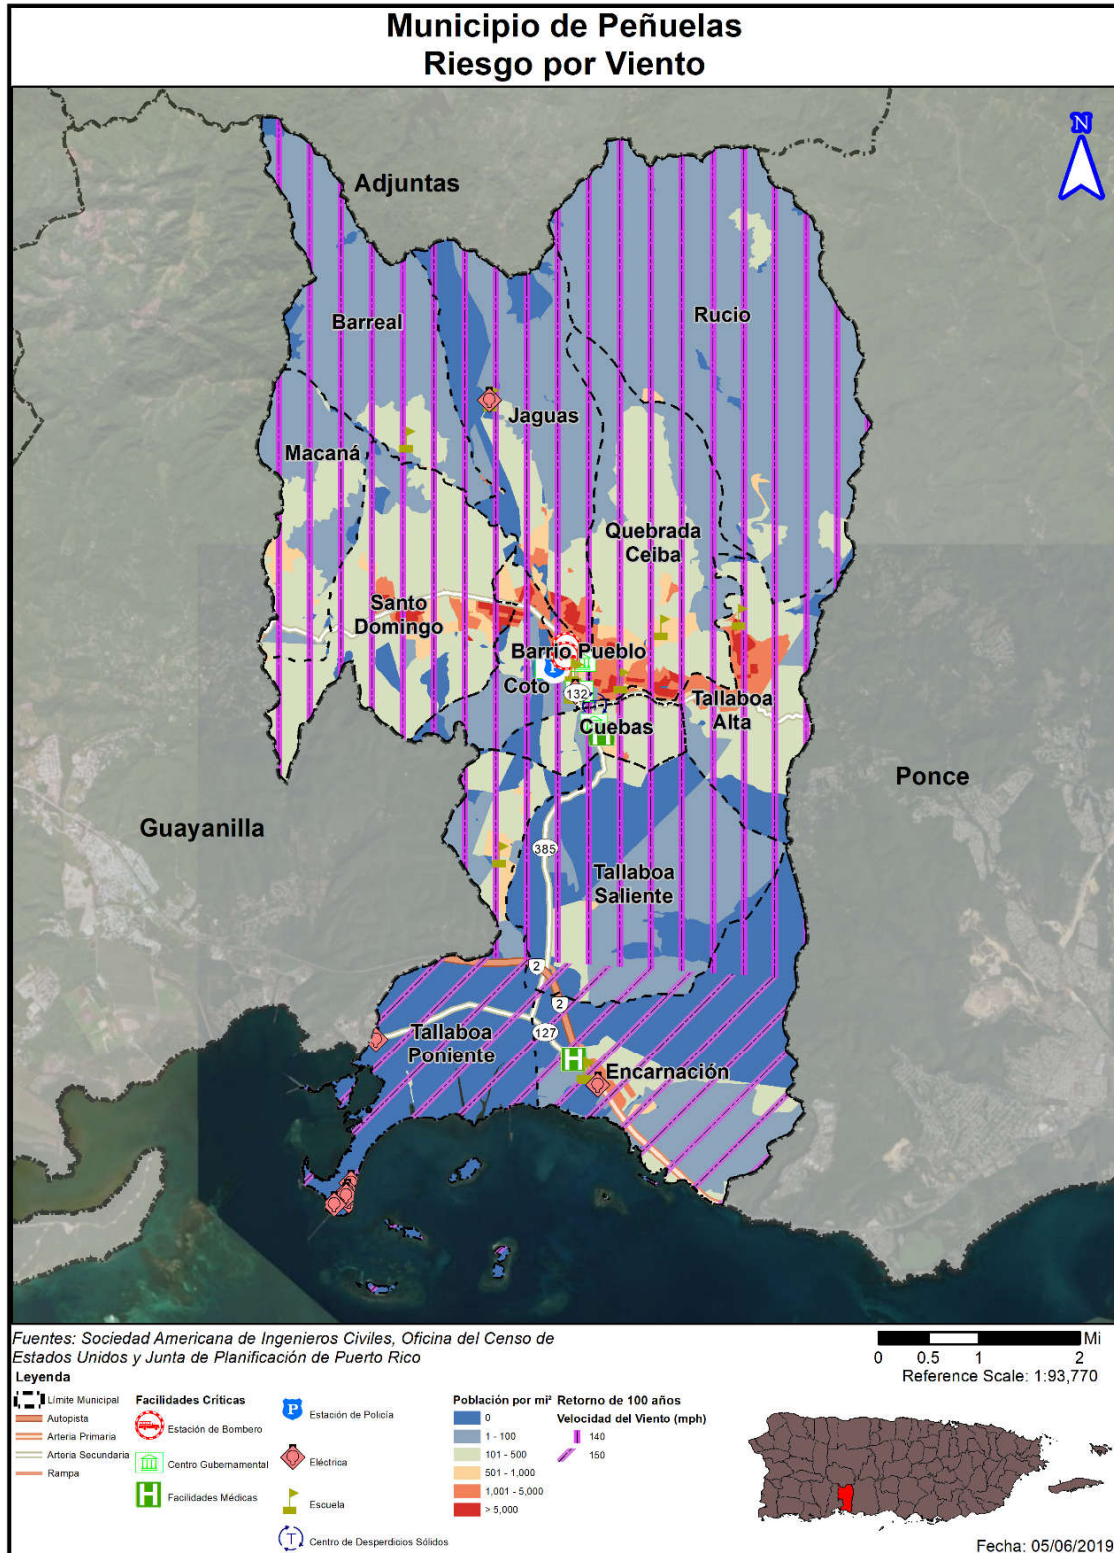 Municipio de Peñuelas
Riesgo por Viento
N
Adjuntas
Barreal
Rucio
Jaguas
Macaná
Quebrada
Ceiba
Santo
Domingo
Barrio Pueblo
P
Coto
132
Cuebas
H
Tallaboa
Alta
Ponce
Guayanilla
385
Tallaboa
Saliente
2
2
127
Tallaboa
Poniente
H
Encarnación
Fuentes: Sociedad Americana de Ingenieros Civiles, Oficina del Censo de
Estados Unidos y Junta de Planificación de Puerto Rico
Mi
0 0.5 1 2
Reference Scale: 1:93,770
Leyenda
Límite Municipal
Autopista
Arteria Primaria
Arteria Secundaria
Rampa
Facilidades Críticas
Estación de Bombero
Centro Gubernamental
H Facilidades Médicas
P Estación de Policía
Eléctrica
Escuela
T Centro de Desperdicios Sólidos
Población por mi²
0
1 - 100
101 - 500
501 - 1,000
1,001 - 5,000
> 5,000
Retorno de 100 años
Velocidad del Viento (mph)
140
150
Fecha: 05/06/2019